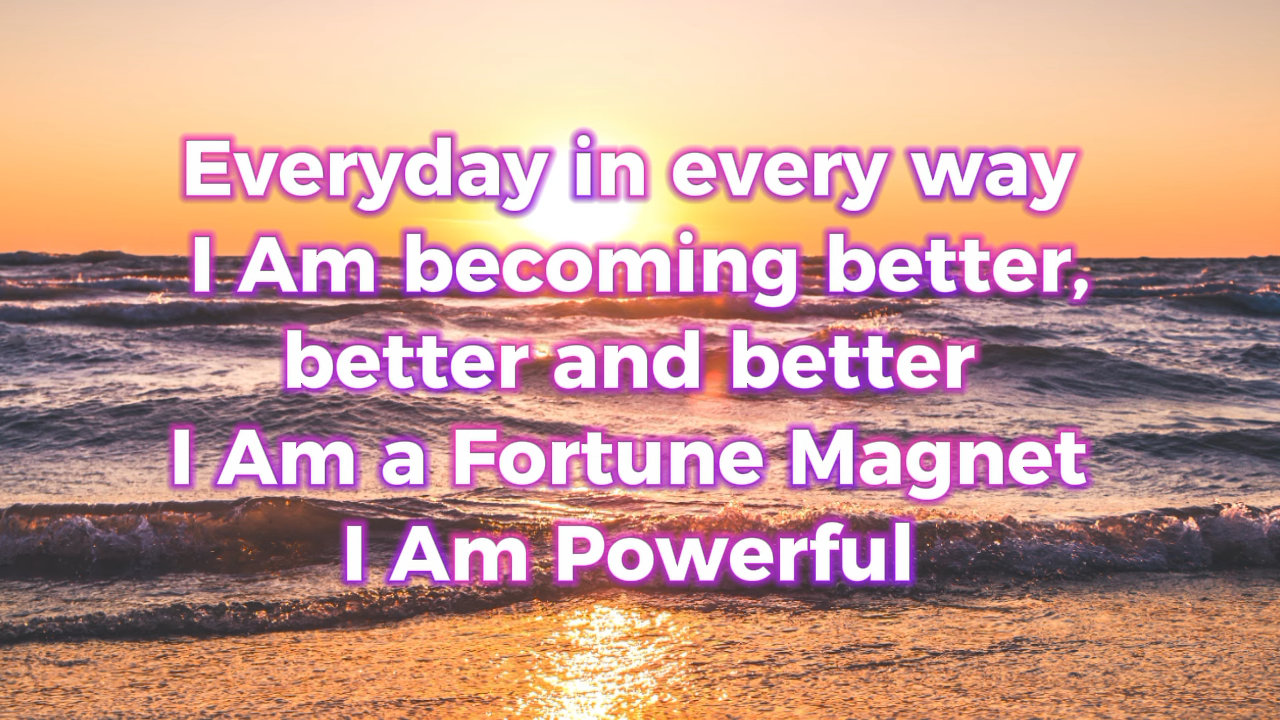 Everyday in every way
I Am becoming better,
better and better
I Am a Fortune Magnet
I Am Powerful